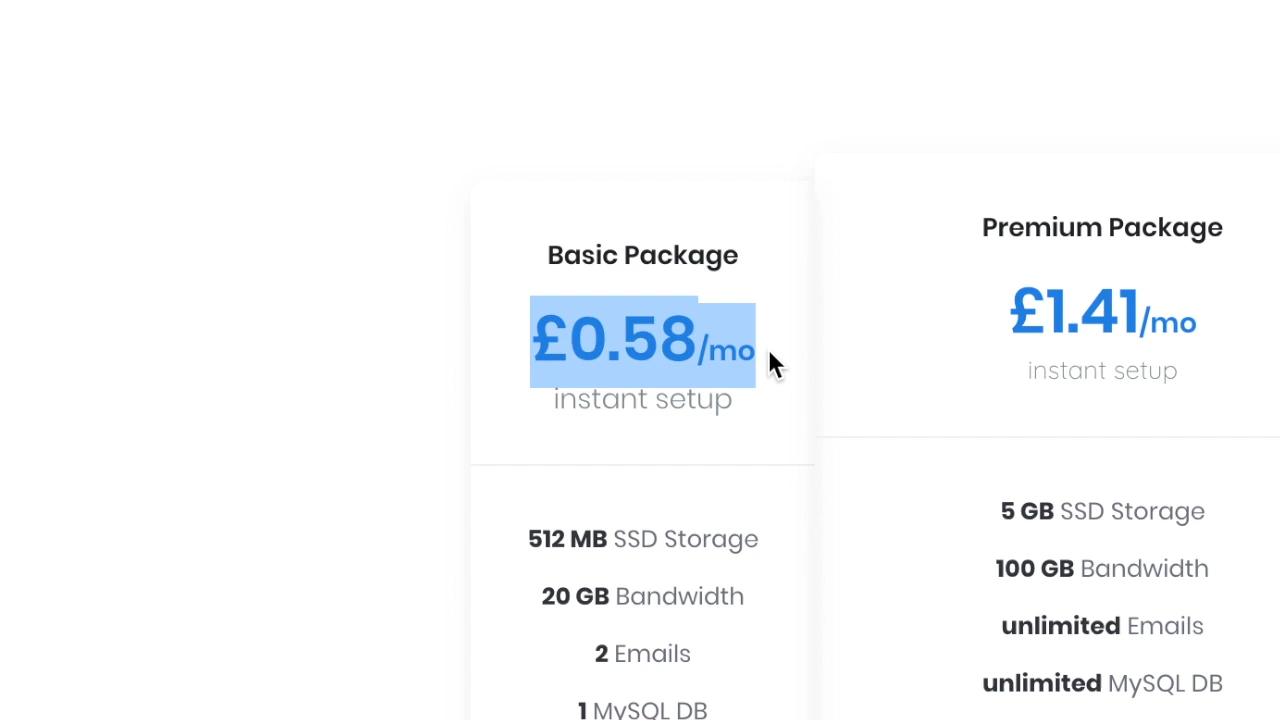 Basic Package
£0.58/mo
instant setup
512 MB SSD Storage
20 GB Bandwidth
2 Emails
1 MySQL DB
Premium Package
£1.41/mo
instant setup
5 GB SSD Storage
100 GB Bandwidth
unlimited Emails
unlimited MySQL DB